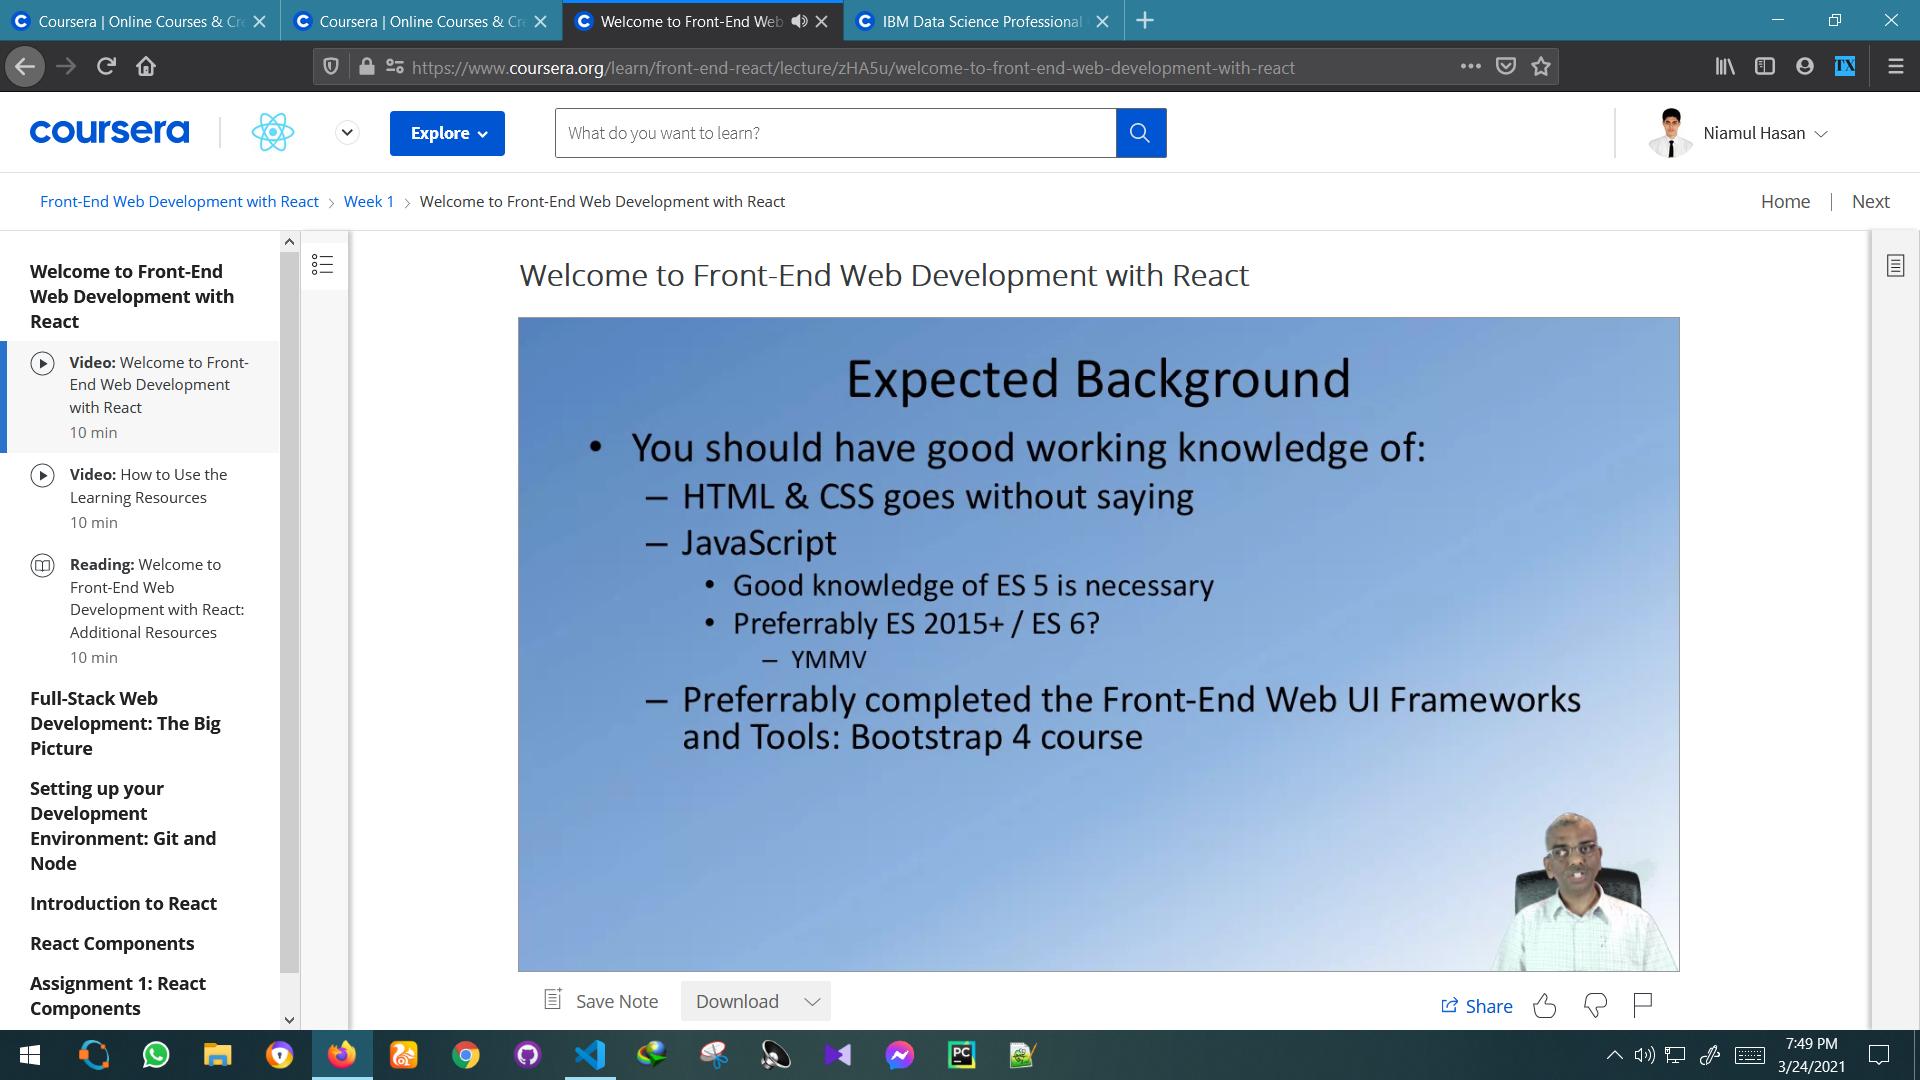 Coursera | Online Courses & Cre
Coursera | Online Courses & Cre
Welcome to Front-End Web
IBM Data Science Professional
https://www.coursera.org/learn/front-end-react/lecture/zHA5u/welcome-to-front-end-web-development-with-react
TX
coursera
Explore
What do you want to learn?
Niamul Hasan
Front-End Web Development with React > Week 1 > Welcome to Front-End Web Development with React
Home | Next
Welcome to Front-End
Web Development with
React
Video: Welcome to Front-
End Web Development
with React
10 min
Video: How to Use the
Learning Resources
10 min
Reading: Welcome to
Front-End Web
Development with React:
Additional Resources
10 min
Full-Stack Web
Development: The Big
Picture
Setting up your
Development
Environment: Git and
Node
Introduction to React
React Components
Assignment 1: React
Components
Welcome to Front-End Web Development with React
Expected Background
• You should have good working knowledge of:
– HTML & CSS goes without saying
– JavaScript
• Good knowledge of ES 5 is necessary
• Preferrably ES 2015+ / ES 6?
– YMMV
– Preferrably completed the Front-End Web UI Frameworks
and Tools: Bootstrap 4 course
Save Note
Download
Share
PC
7:49 PM
3/24/2021